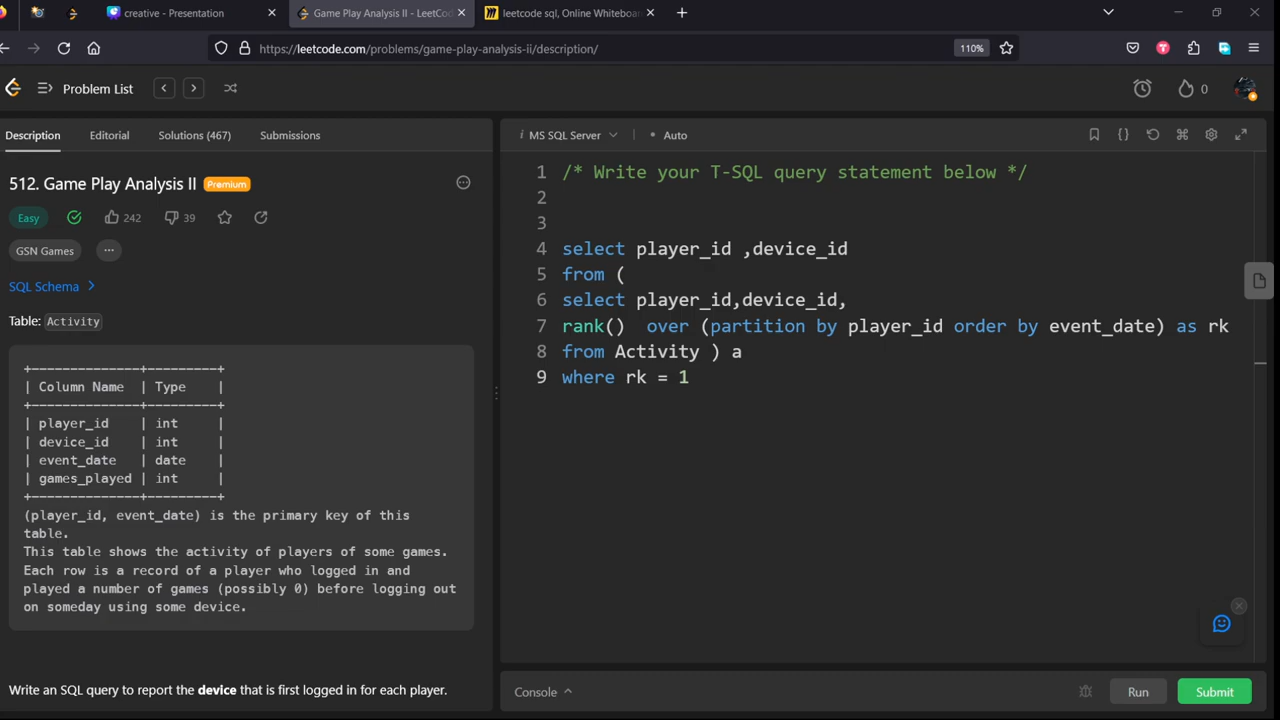 creative - Presentation
Game Play Analysis II - LeetCod
leetcode sql, Online Whiteboar
https://leetcode.com/problems/game-play-analysis-ii/description/
110%
Problem List
0
Description
Editorial
Solutions (467)
Submissions
i MS SQL Server
Auto
512. Game Play Analysis II
Premium
Easy
242
39
GSN Games
SQL Schema
Table: Activity
+--------------+---------+
| Column Name | Type |
+--------------+---------+
| player_id | int |
| device_id | int |
| event_date | date |
| games_played | int |
+--------------+---------+
(player_id, event_date) is the primary key of this
table.
This table shows the activity of players of some games.
Each row is a record of a player who logged in and
played a number of games (possibly 0) before logging out
on someday using some device.
Write an SQL query to report the device that is first logged in for each player.
1 /* Write your T-SQL query statement below */
2
3
4 select player_id ,device_id
5 from (
6 select player_id,device_id,
7 rank() over (partition by player_id order by event_date) as rk
8 from Activity ) a
9 where rk = 1
Console
Run
Submit